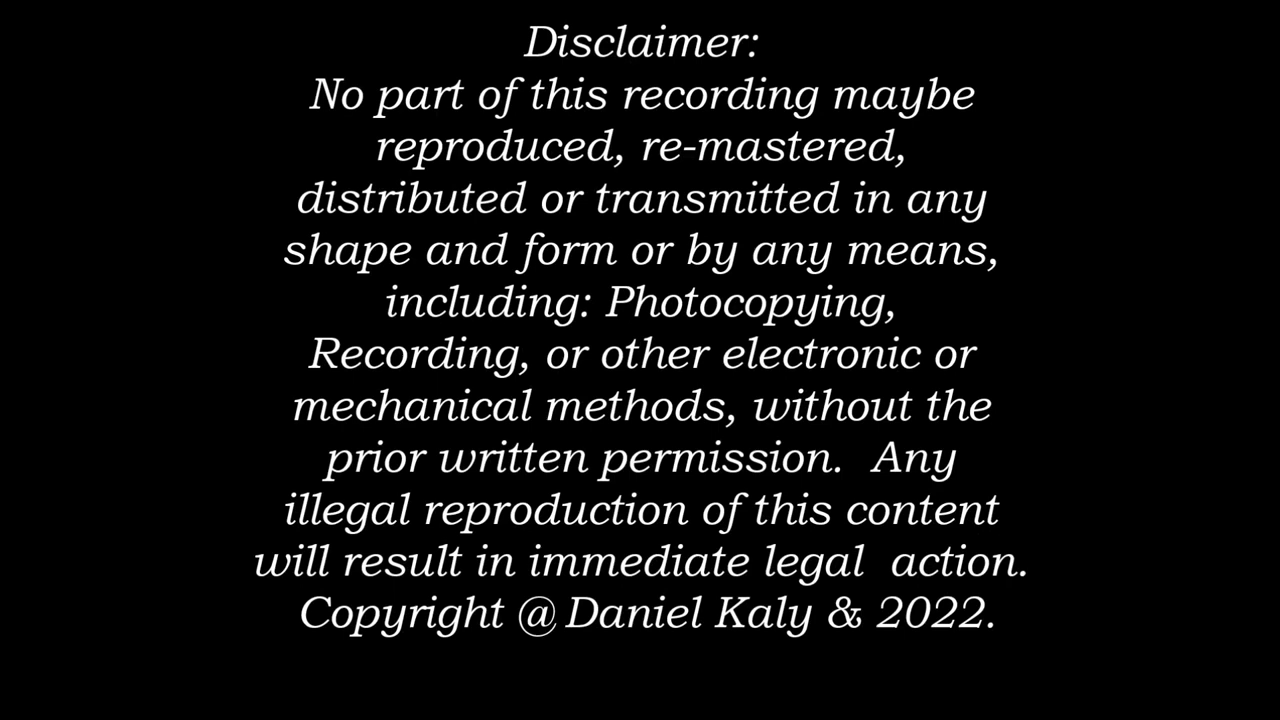 Disclaimer:
No part of this recording maybe
reproduced, re-mastered,
distributed or transmitted in any
shape and form or by any means,
including: Photocopying,
Recording, or other electronic or
mechanical methods, without the
prior written permission.  Any
illegal reproduction of this content
will result in immediate legal  action.
Copyright @ Daniel Kaly & 2022.